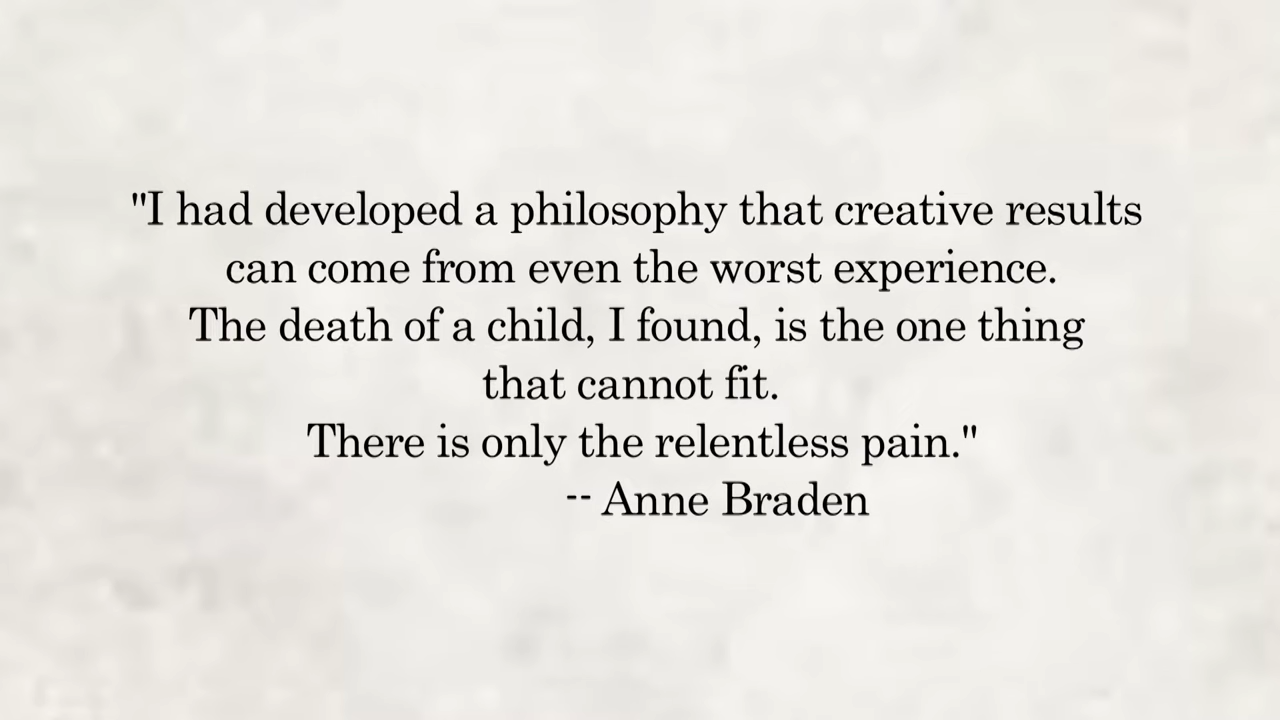 "I had developed a philosophy that creative results
can come from even the worst experience.
The death of a child, I found, is the one thing
that cannot fit.
There is only the relentless pain."
-- Anne Braden